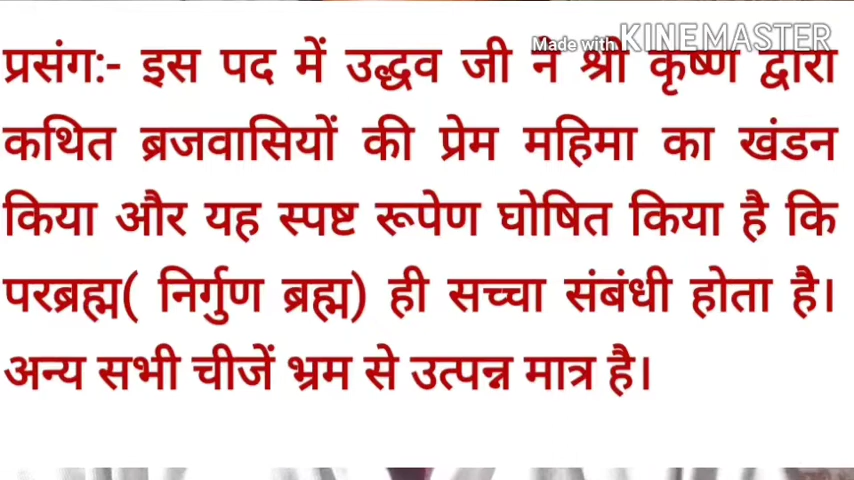 Made with KINEMASTER
प्रसंग:- इस पद में उद्धव जी ने श्री कृष्ण द्वारा
कथित ब्रजवासियों की प्रेम महिमा का खंडन
किया और यह स्पष्ट रूपेण घोषित किया है कि
परब्रह्म( निर्गुण ब्रह्म) ही सच्चा संबंधी होता है।
अन्य सभी चीजें भ्रम से उत्पन्न मात्र है।